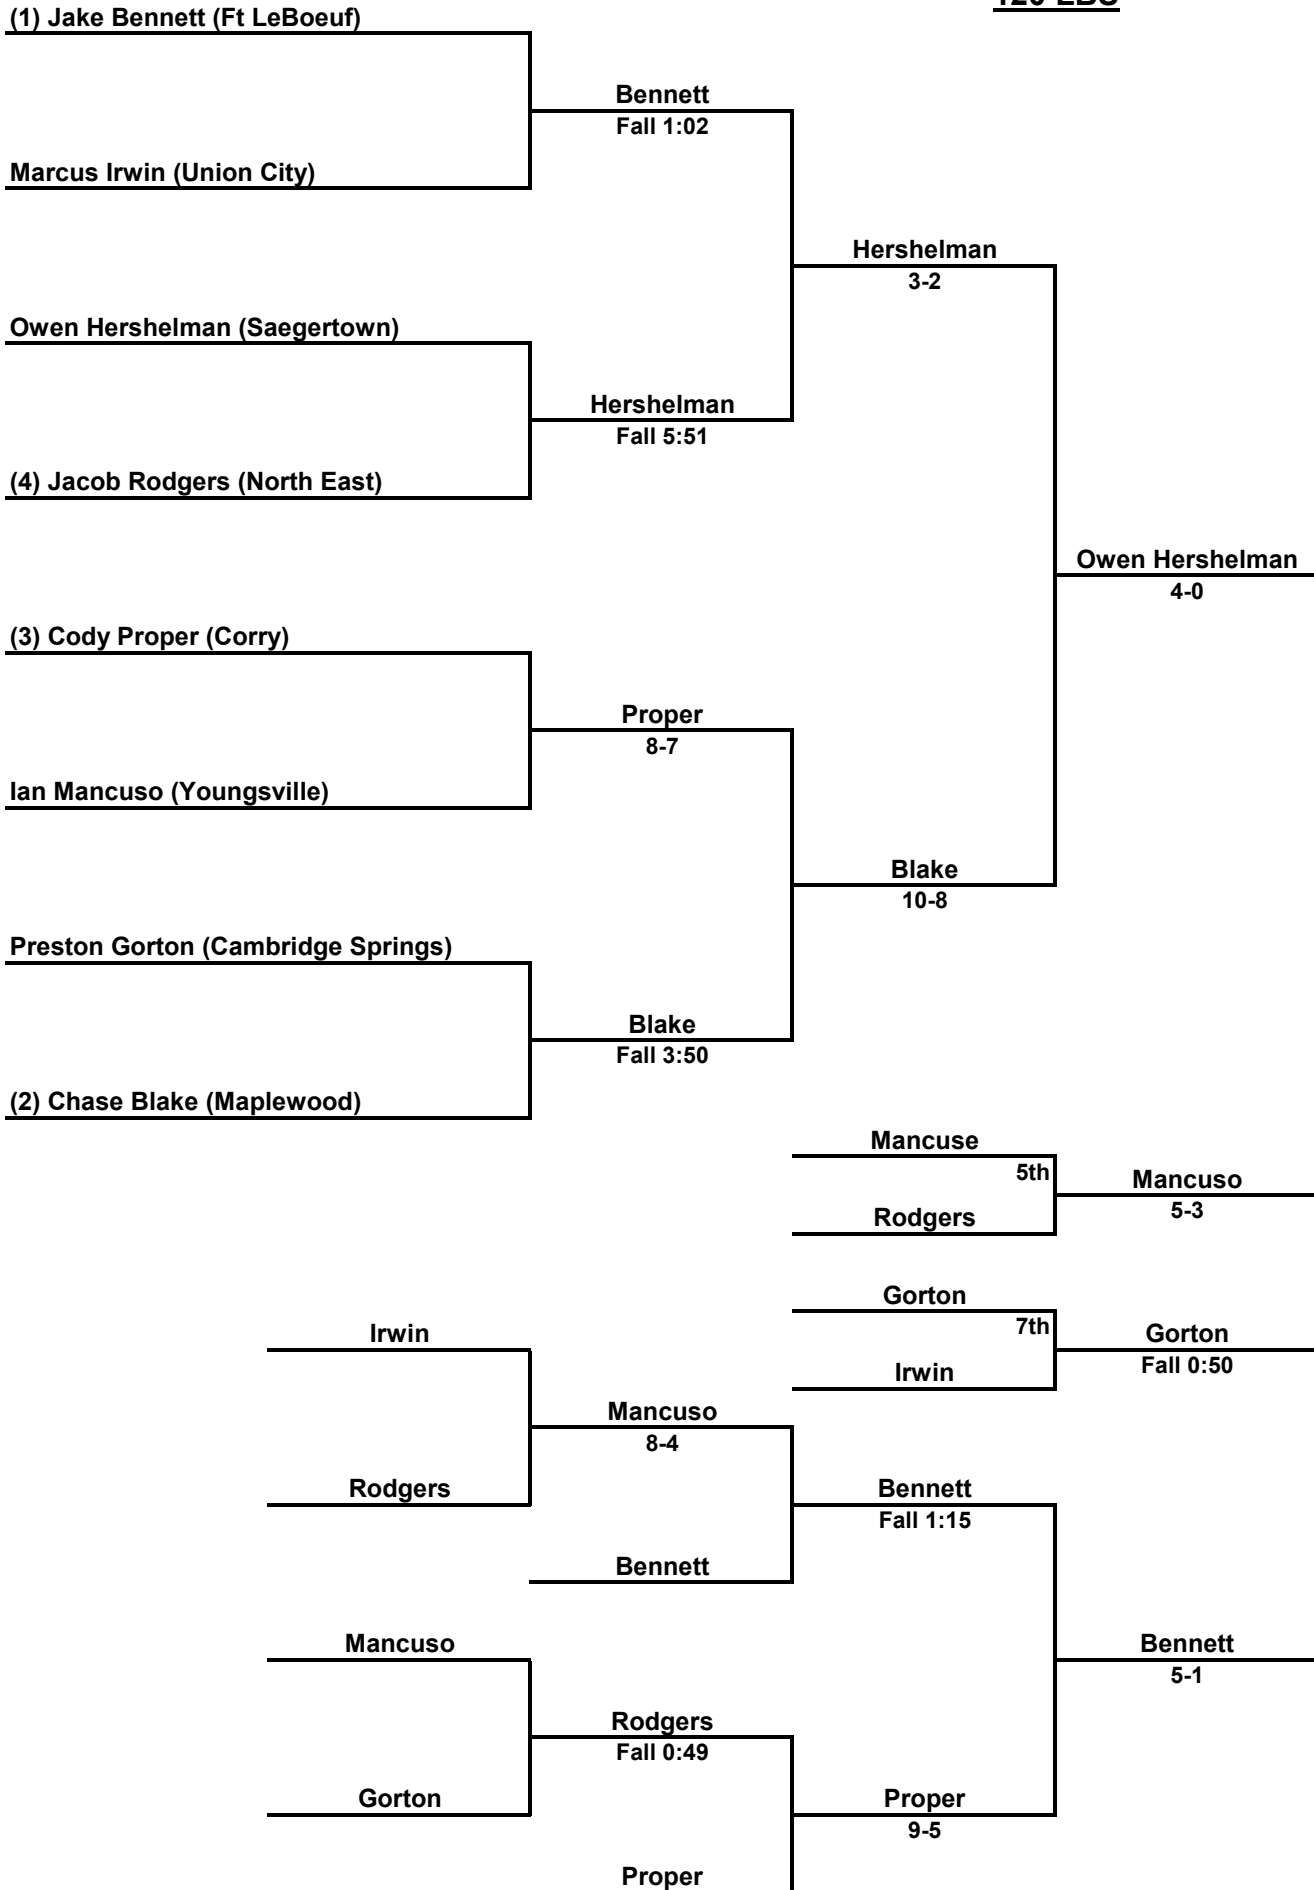 120 LBS
(1) Jake Bennett (Ft LeBoeuf)
Bennett
Fall 1:02
Marcus Irwin (Union City)
Hershelman
3-2
Owen Hershelman (Saegertown)
Hershelman
Fall 5:51
(4) Jacob Rodgers (North East)
Owen Hershelman
4-0
(3) Cody Proper (Corry)
Proper
8-7
Ian Mancuso (Youngsville)
Blake
10-8
Preston Gorton (Cambridge Springs)
Blake
Fall 3:50
(2) Chase Blake (Maplewood)
Mancuse
5th
Mancuso
5-3
Rodgers
Gorton
7th
Gorton
Fall 0:50
Irwin
Irwin
Mancuso
8-4
Rodgers
Bennett
Fall 1:15
Bennett
Mancuso
Bennett
5-1
Rodgers
Fall 0:49
Gorton
Proper
9-5
Proper